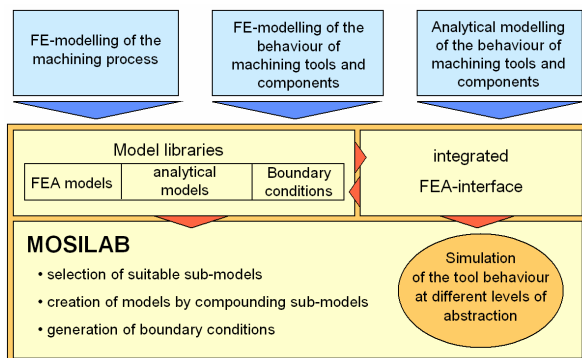 FE-modelling of the
machining process
FE-modelling of the
behaviour of
machining tools and
components
Analytical modelling
of the behaviour of
machining tools and
components
Model libraries
FEA models
analytical
models
Boundary
conditions
integrated
FEA-interface
MOSILAB
• selection of suitable sub-models
• creation of models by compounding sub-models
• generation of boundary conditions
Simulation
of the tool behaviour
at different levels of
abstraction